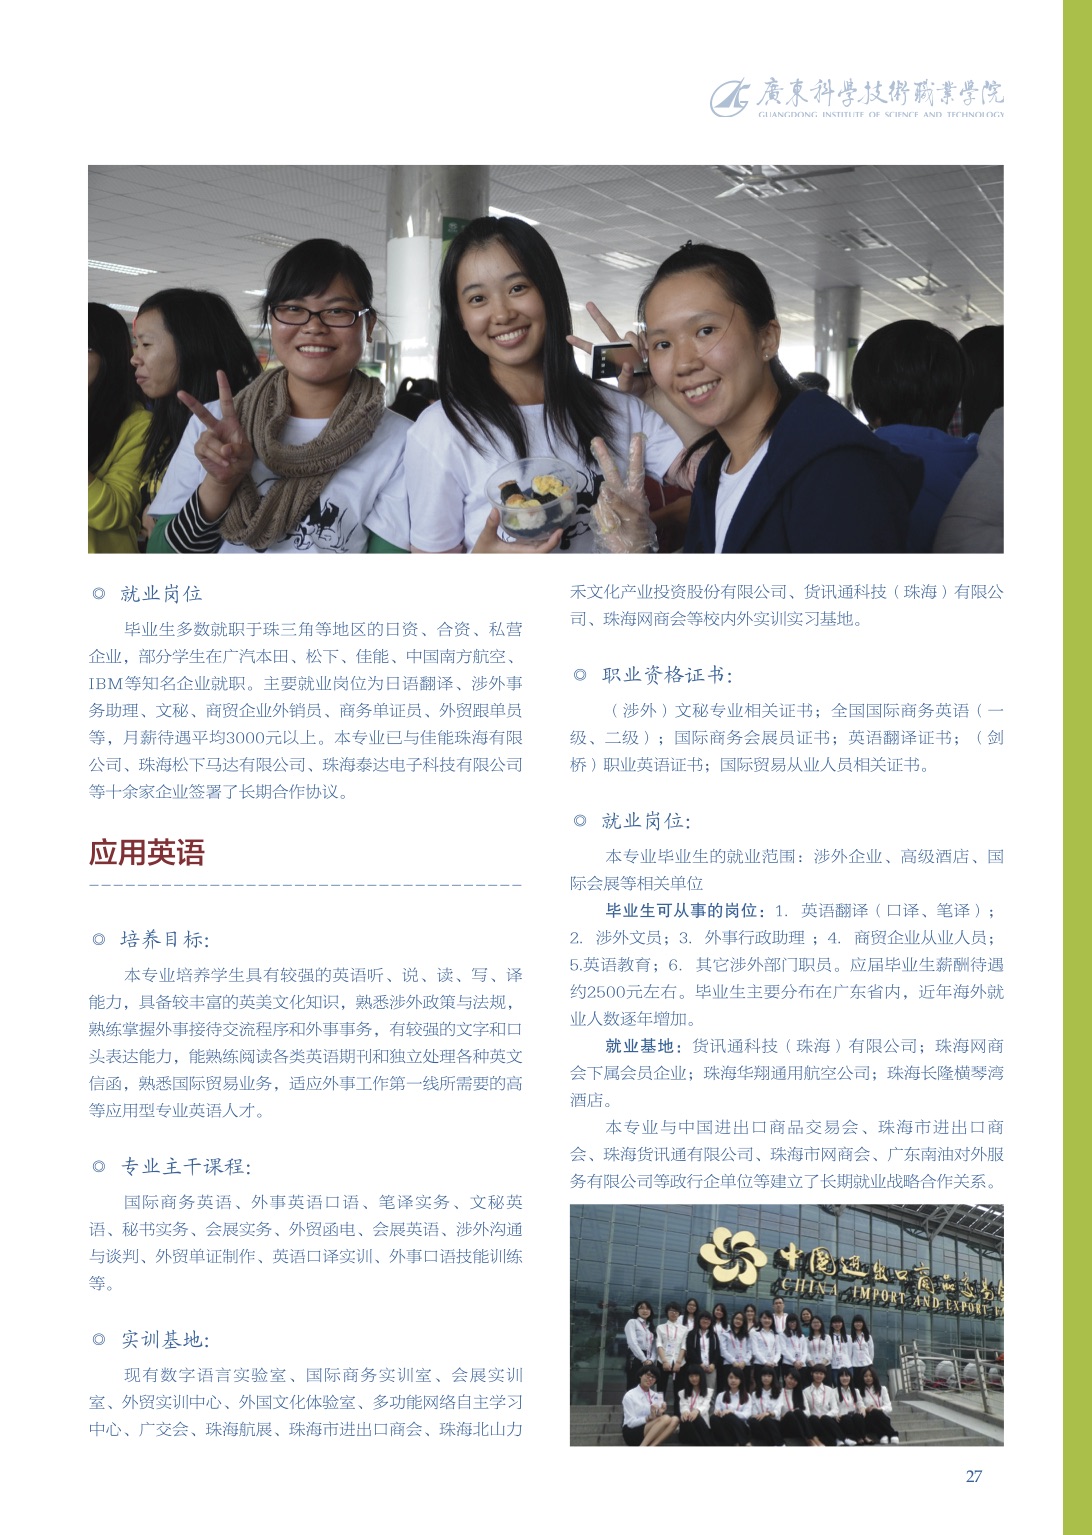 廣東科学技術職業學院
GUANGDONG INSTITUTE OF SCIENCE AND TECHNOLOGY
◎ 就业岗位
毕业生多数就职于珠三角等地区的日资、合资、私营
企业，部分学生在广汽本田、松下、佳能、中国南方航空、
IBM等知名企业就职。主要就业岗位为日语翻译、涉外事
务助理、文秘、商贸企业外销员、商务单证员、外贸跟单员
等，月薪待遇平均3000元以上。本专业已与佳能珠海有限
公司、珠海松下马达有限公司、珠海泰达电子科技有限公司
等十余家企业签署了长期合作协议。
应用英语
◎ 培养目标：
本专业培养学生具有较强的英语听、说、读、写、译
能力，具备较丰富的英美文化知识，熟悉涉外政策与法规，
熟练掌握外事接待交流程序和外事事务，有较强的文字和口
头表达能力，能熟练阅读各类英语期刊和独立处理各种英文
信函，熟悉国际贸易业务，适应外事工作第一线所需要的高
等应用型专业英语人才。
◎ 专业主干课程：
国际商务英语、外事英语口语、笔译实务、文秘英
语、秘书实务、会展实务、外贸函电、会展英语、涉外沟通
与谈判、外贸单证制作、英语口译实训、外事口语技能训练
等。
◎ 实训基地：
现有数字语言实验室、国际商务实训室、会展实训
室、外贸实训中心、外国文化体验室、多功能网络自主学习
中心、广交会、珠海航展、珠海市进出口商会、珠海北山力
禾文化产业投资股份有限公司、货讯通科技（珠海）有限公
司、珠海网商会等校内外实训实习基地。
◎ 职业资格证书：
（涉外）文秘专业相关证书；全国国际商务英语（一
级、二级）；国际商务会展员证书；英语翻译证书；（剑
桥）职业英语证书；国际贸易从业人员相关证书。
◎ 就业岗位：
本专业毕业生的就业范围：涉外企业、高级酒店、国
际会展等相关单位
毕业生可从事的岗位：1. 英语翻译（口译、笔译）；
2. 涉外文员；3. 外事行政助理；4. 商贸企业从业人员；
5.英语教育；6. 其它涉外部门职员。应届毕业生薪酬待遇
约2500元左右。毕业生主要分布在广东省内，近年海外就
业人数逐年增加。
就业基地：货讯通科技（珠海）有限公司；珠海网商
会下属会员企业；珠海华翔通用航空公司；珠海长隆横琴湾
酒店。
本专业与中国进出口商品交易会、珠海市进出口商
会、珠海货讯通有限公司、珠海市网商会、广东南油对外服
务有限公司等政行企单位等建立了长期就业战略合作关系。
中国进出口商品交易会
CHINA IMPORT AND EXPORT FA
27